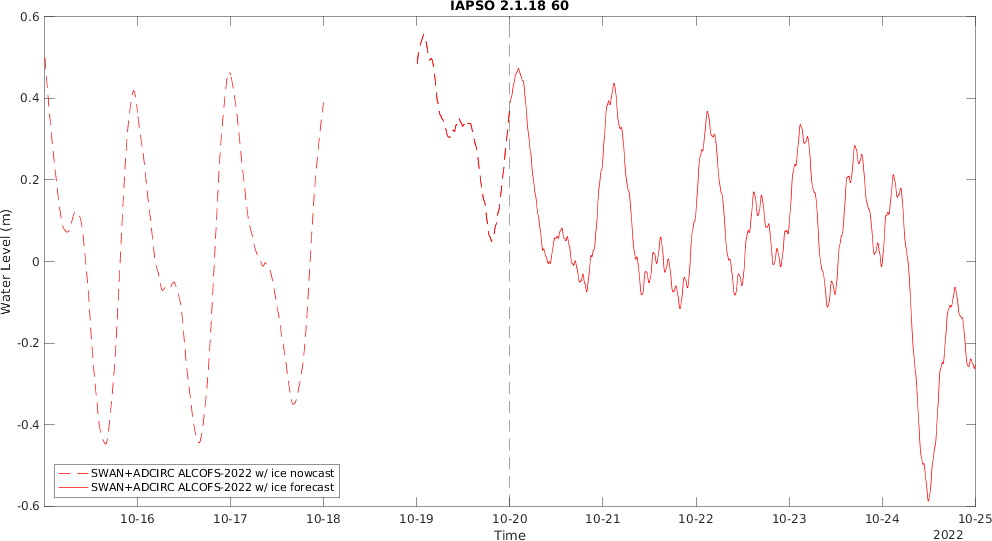 IAPSO 2.1.18 60
Water Level (m)
0.6
0.4
0.2
0
-0.2
-0.4
-0.6
SWAN+ADCIRC ALCOFS-2022 w/ ice nowcast
SWAN+ADCIRC ALCOFS-2022 w/ ice forecast
10-16 10-17 10-18 10-19 10-20 10-21 10-22 10-23 10-24 10-25
Time
2022